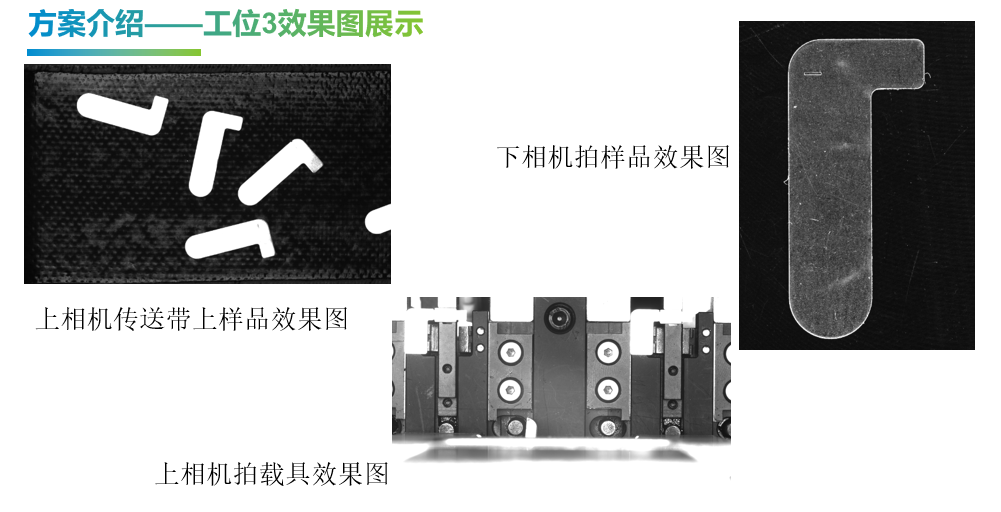 方案介绍——工位3效果图展示
下相机拍样品效果图
上相机传送带上样品效果图
上相机拍载具效果图